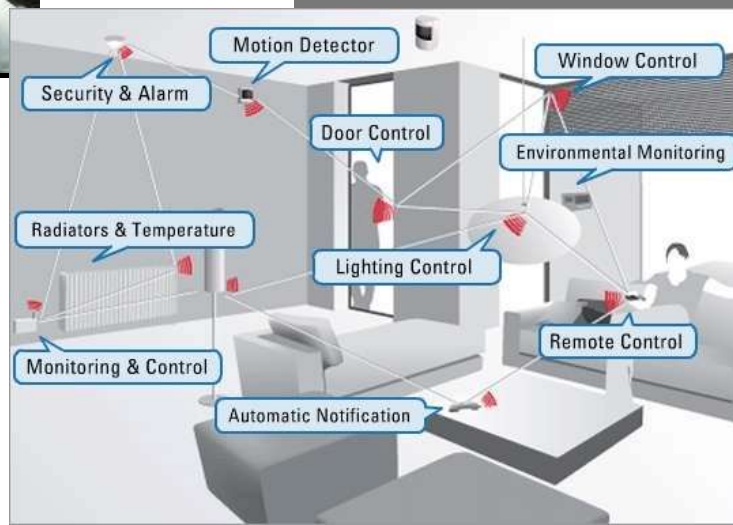 Motion Detector
Window Control
Security & Alarm
Door Control
Environmental Monitoring
Radiators & Temperature
Lighting Control
Remote Control
Monitoring & Control
Automatic Notification